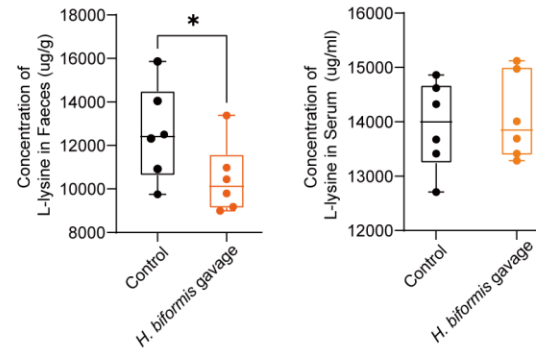 Concentration of
L-lysine in Faeces (ug/g)
18000
16000
14000
12000
10000
8000
*
Control
H. biformis gavage
Concentration of
L-lysine in Serum (ug/ml)
16000
15000
14000
13000
12000
Control
H. biformis gavage